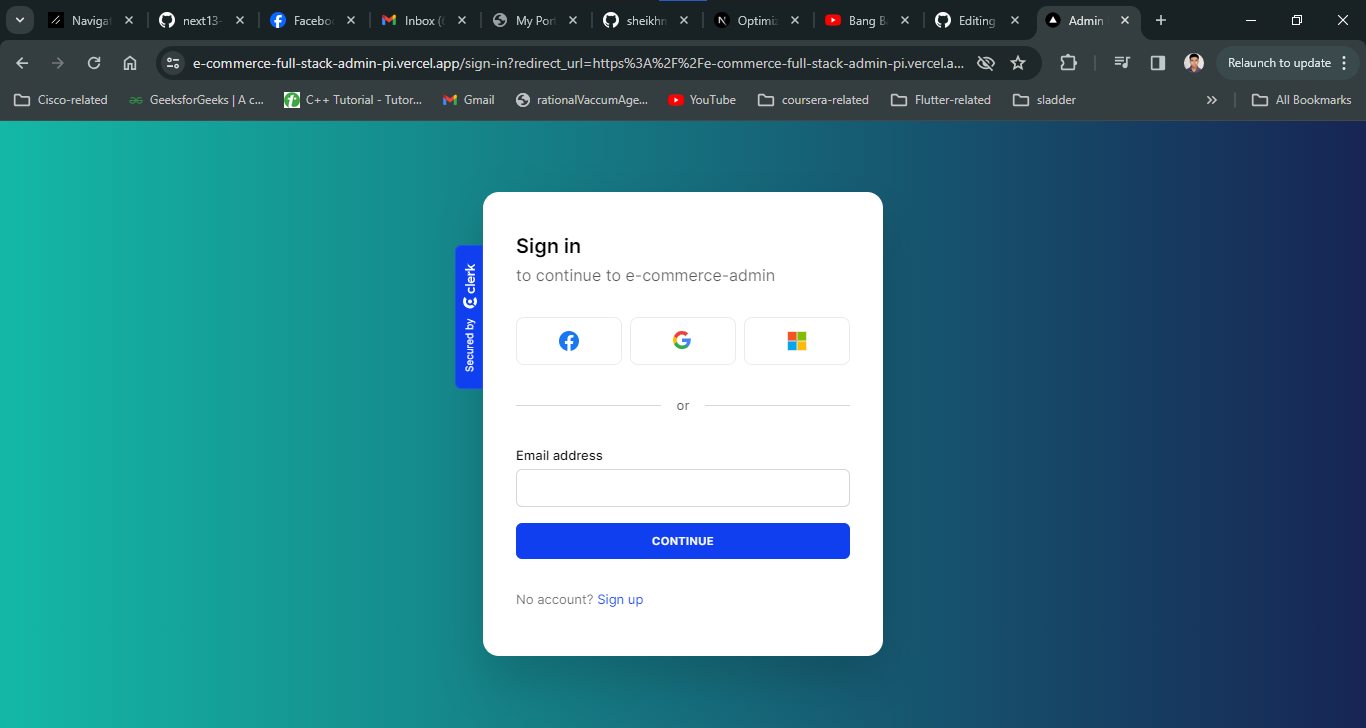 Navigat
next13-
Facebo
Inbox (
My Port
sheikhr
Optimiz
Bang B
Editing
Admin
e-commerce-full-stack-admin-pi.vercel.app/sign-in?redirect_url=https%3A%2F%2Fe-commerce-full-stack-admin-pi.vercel.a...
Relaunch to update
Cisco-related
GeeksforGeeks | A c...
C++ Tutorial - Tutor...
Gmail
rationalVaccumAge...
YouTube
coursera-related
Flutter-related
sladder
All Bookmarks
Secured by clerk
Sign in
to continue to e-commerce-admin
or
Email address
CONTINUE
No account? Sign up